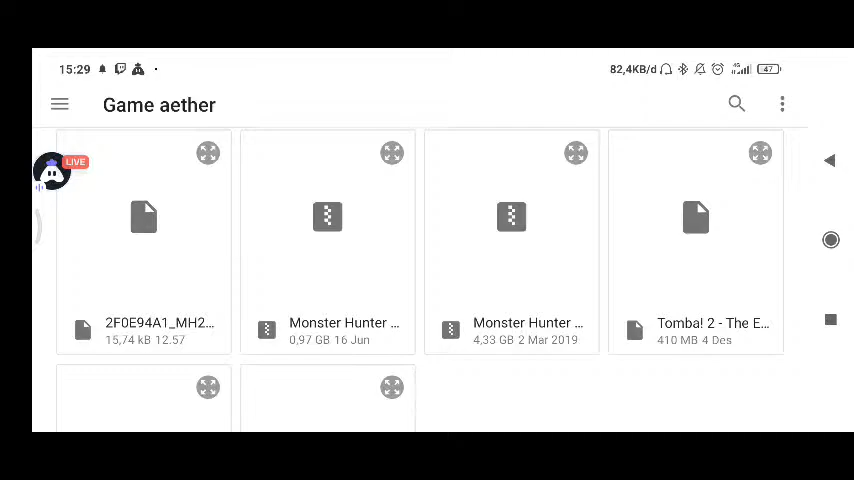 15:29 82,4KB/d 4G 47
Game aether
LIVE
2F0E94A1_MH2...
15,74 kB 12.57
Monster Hunter ...
0,97 GB 16 Jun
Monster Hunter ...
4,33 GB 2 Mar 2019
Tomba! 2 - The E...
410 MB 4 Des